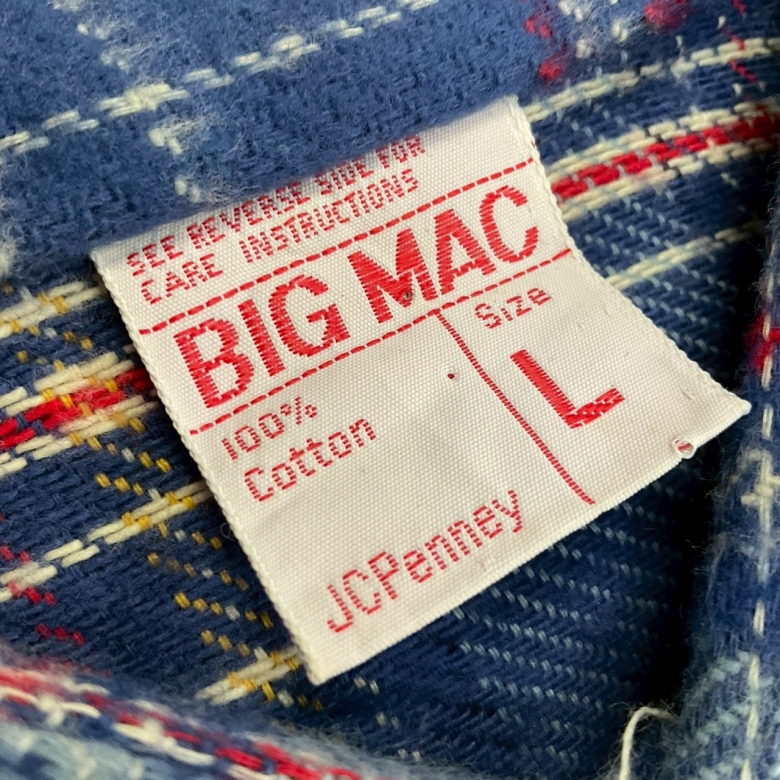 SEE REVERSE SIDE FOR
CARE INSTRUCTIONS
BIG MAC
100%
Cotton
Size
L
JCPenney